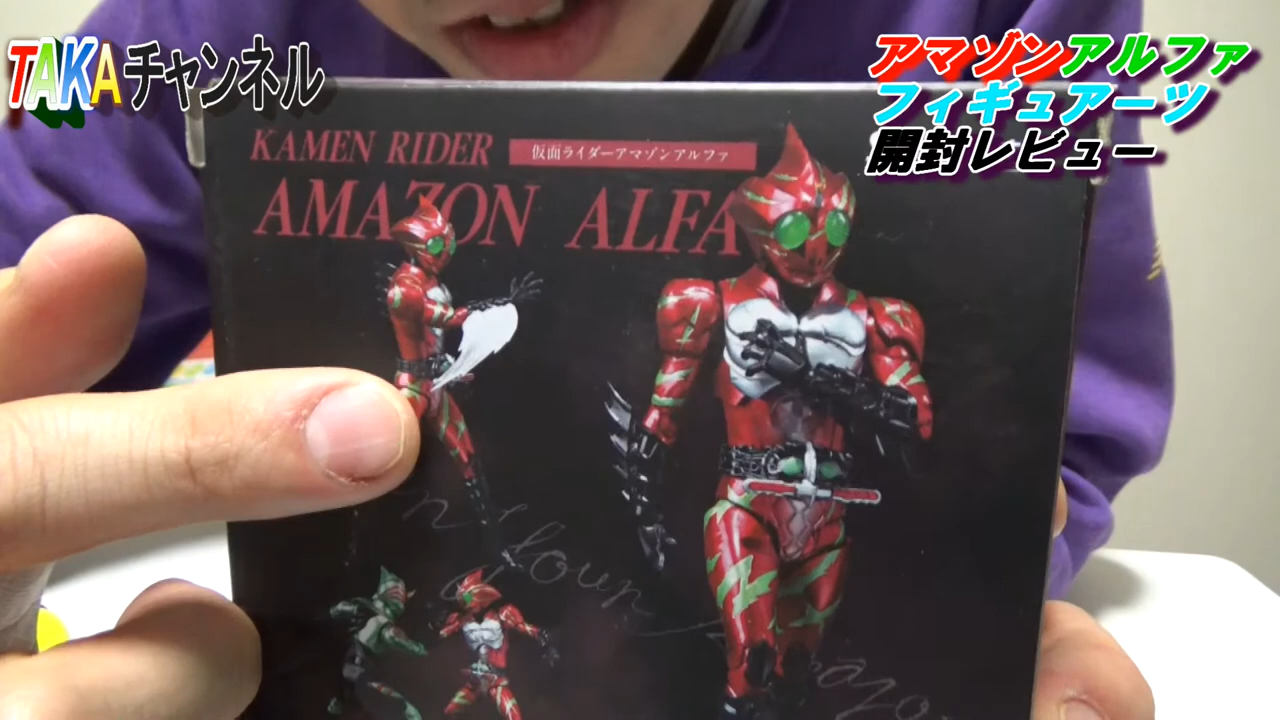 TAKAチャンネル
アマゾンアルファ
フィギュアーツ
開封レビュー
KAMEN RIDER
仮面ライダーアマゾンアルファ
AMAZON ALFA